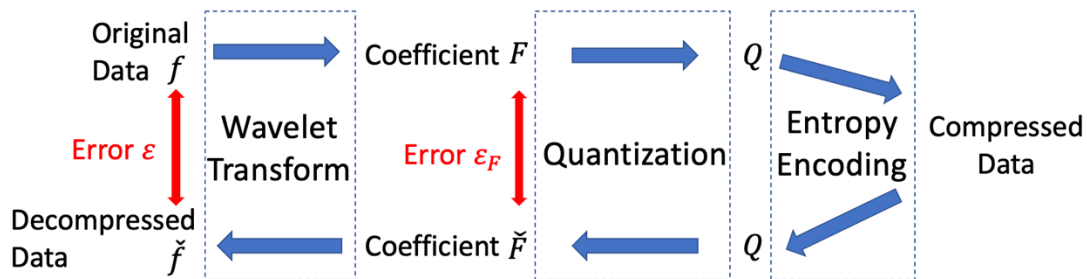 Original
Data f
Coefficient F
Q
Error ε
Wavelet
Transform
Error ε_F
Quantization
Entropy
Encoding
Compressed
Data
Decompressed
Data
f̌
Coefficient F̌
Q